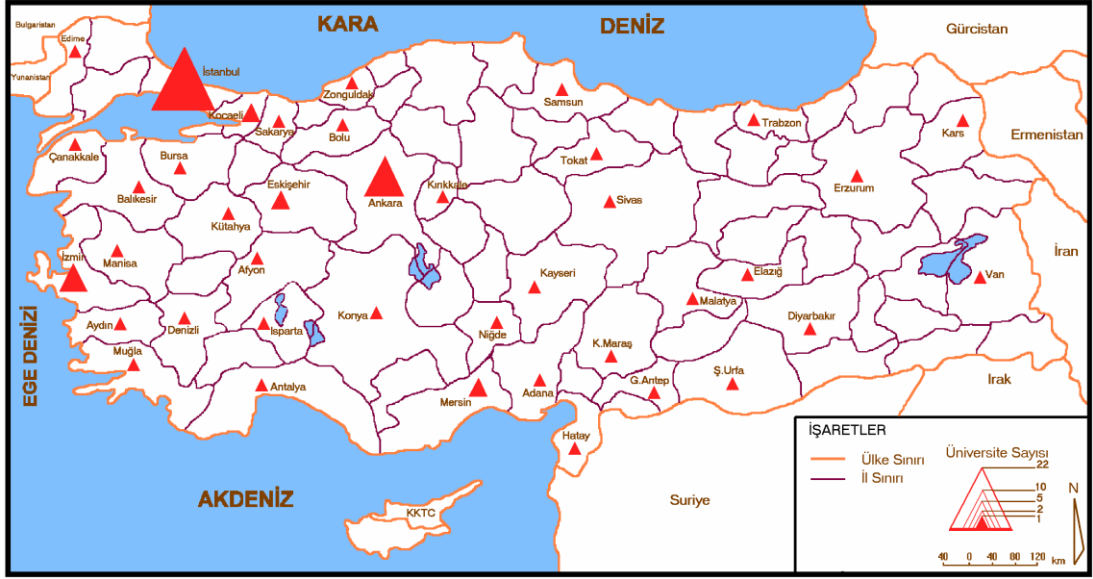 KARA DENİZ
Bulgaristan
Gürcistan
Edirne
İstanbul
Yunanistan
Zonguldak
Samsun
Kocaeli
Sakarya
Bolu
Trabzon
Kars
Ermenistan
Çanakkale
Bursa
Tokat
Eskişehir
Ankara
Kırıkkale
Erzurum
Balıkesir
Sivas
Kütahya
İzmir
Manisa
Afyon
Kayseri
Elazığ
Van
İran
Malatya
Konya
Diyarbakır
Aydın
Denizli
Isparta
Niğde
K.Maraş
Muğla
EGE DENİZİ
Antalya
Mersin
Adana
G.Antep
Ş.Urfa
Irak
Hatay
AKDENİZ
KKTC
Suriye
İŞARETLER
Ülke Sınırı
İl Sınırı
Üniversite Sayısı
22
10
5
2
1
N
40 0 40 80 120 km